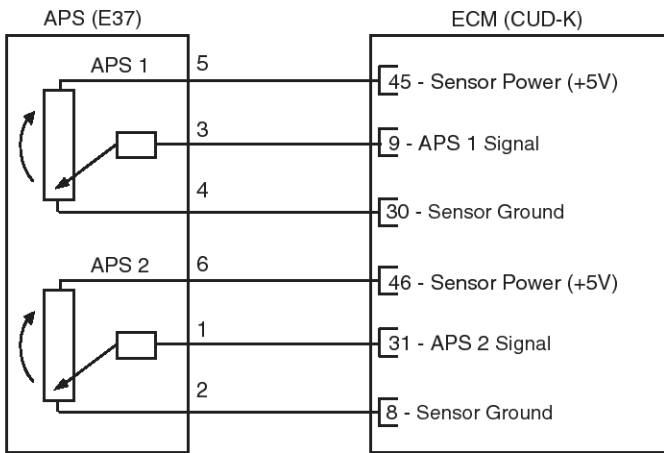 APS (E37) ECM (CUD-K)
APS 1 5 45 - Sensor Power (+5V)
3 9 - APS 1 Signal
4 30 - Sensor Ground
APS 2 6 46 - Sensor Power (+5V)
1 31 - APS 2 Signal
2 8 - Sensor Ground